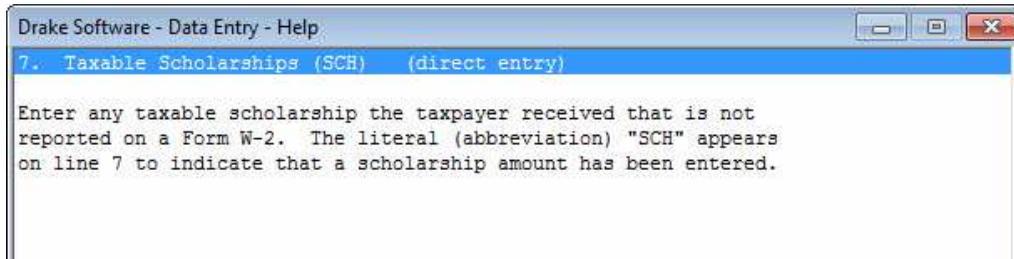 Drake Software - Data Entry - Help
7. Taxable Scholarships (SCH) (direct entry)
Enter any taxable scholarship the taxpayer received that is not
reported on a Form W-2. The literal (abbreviation) "SCH" appears
on line 7 to indicate that a scholarship amount has been entered.